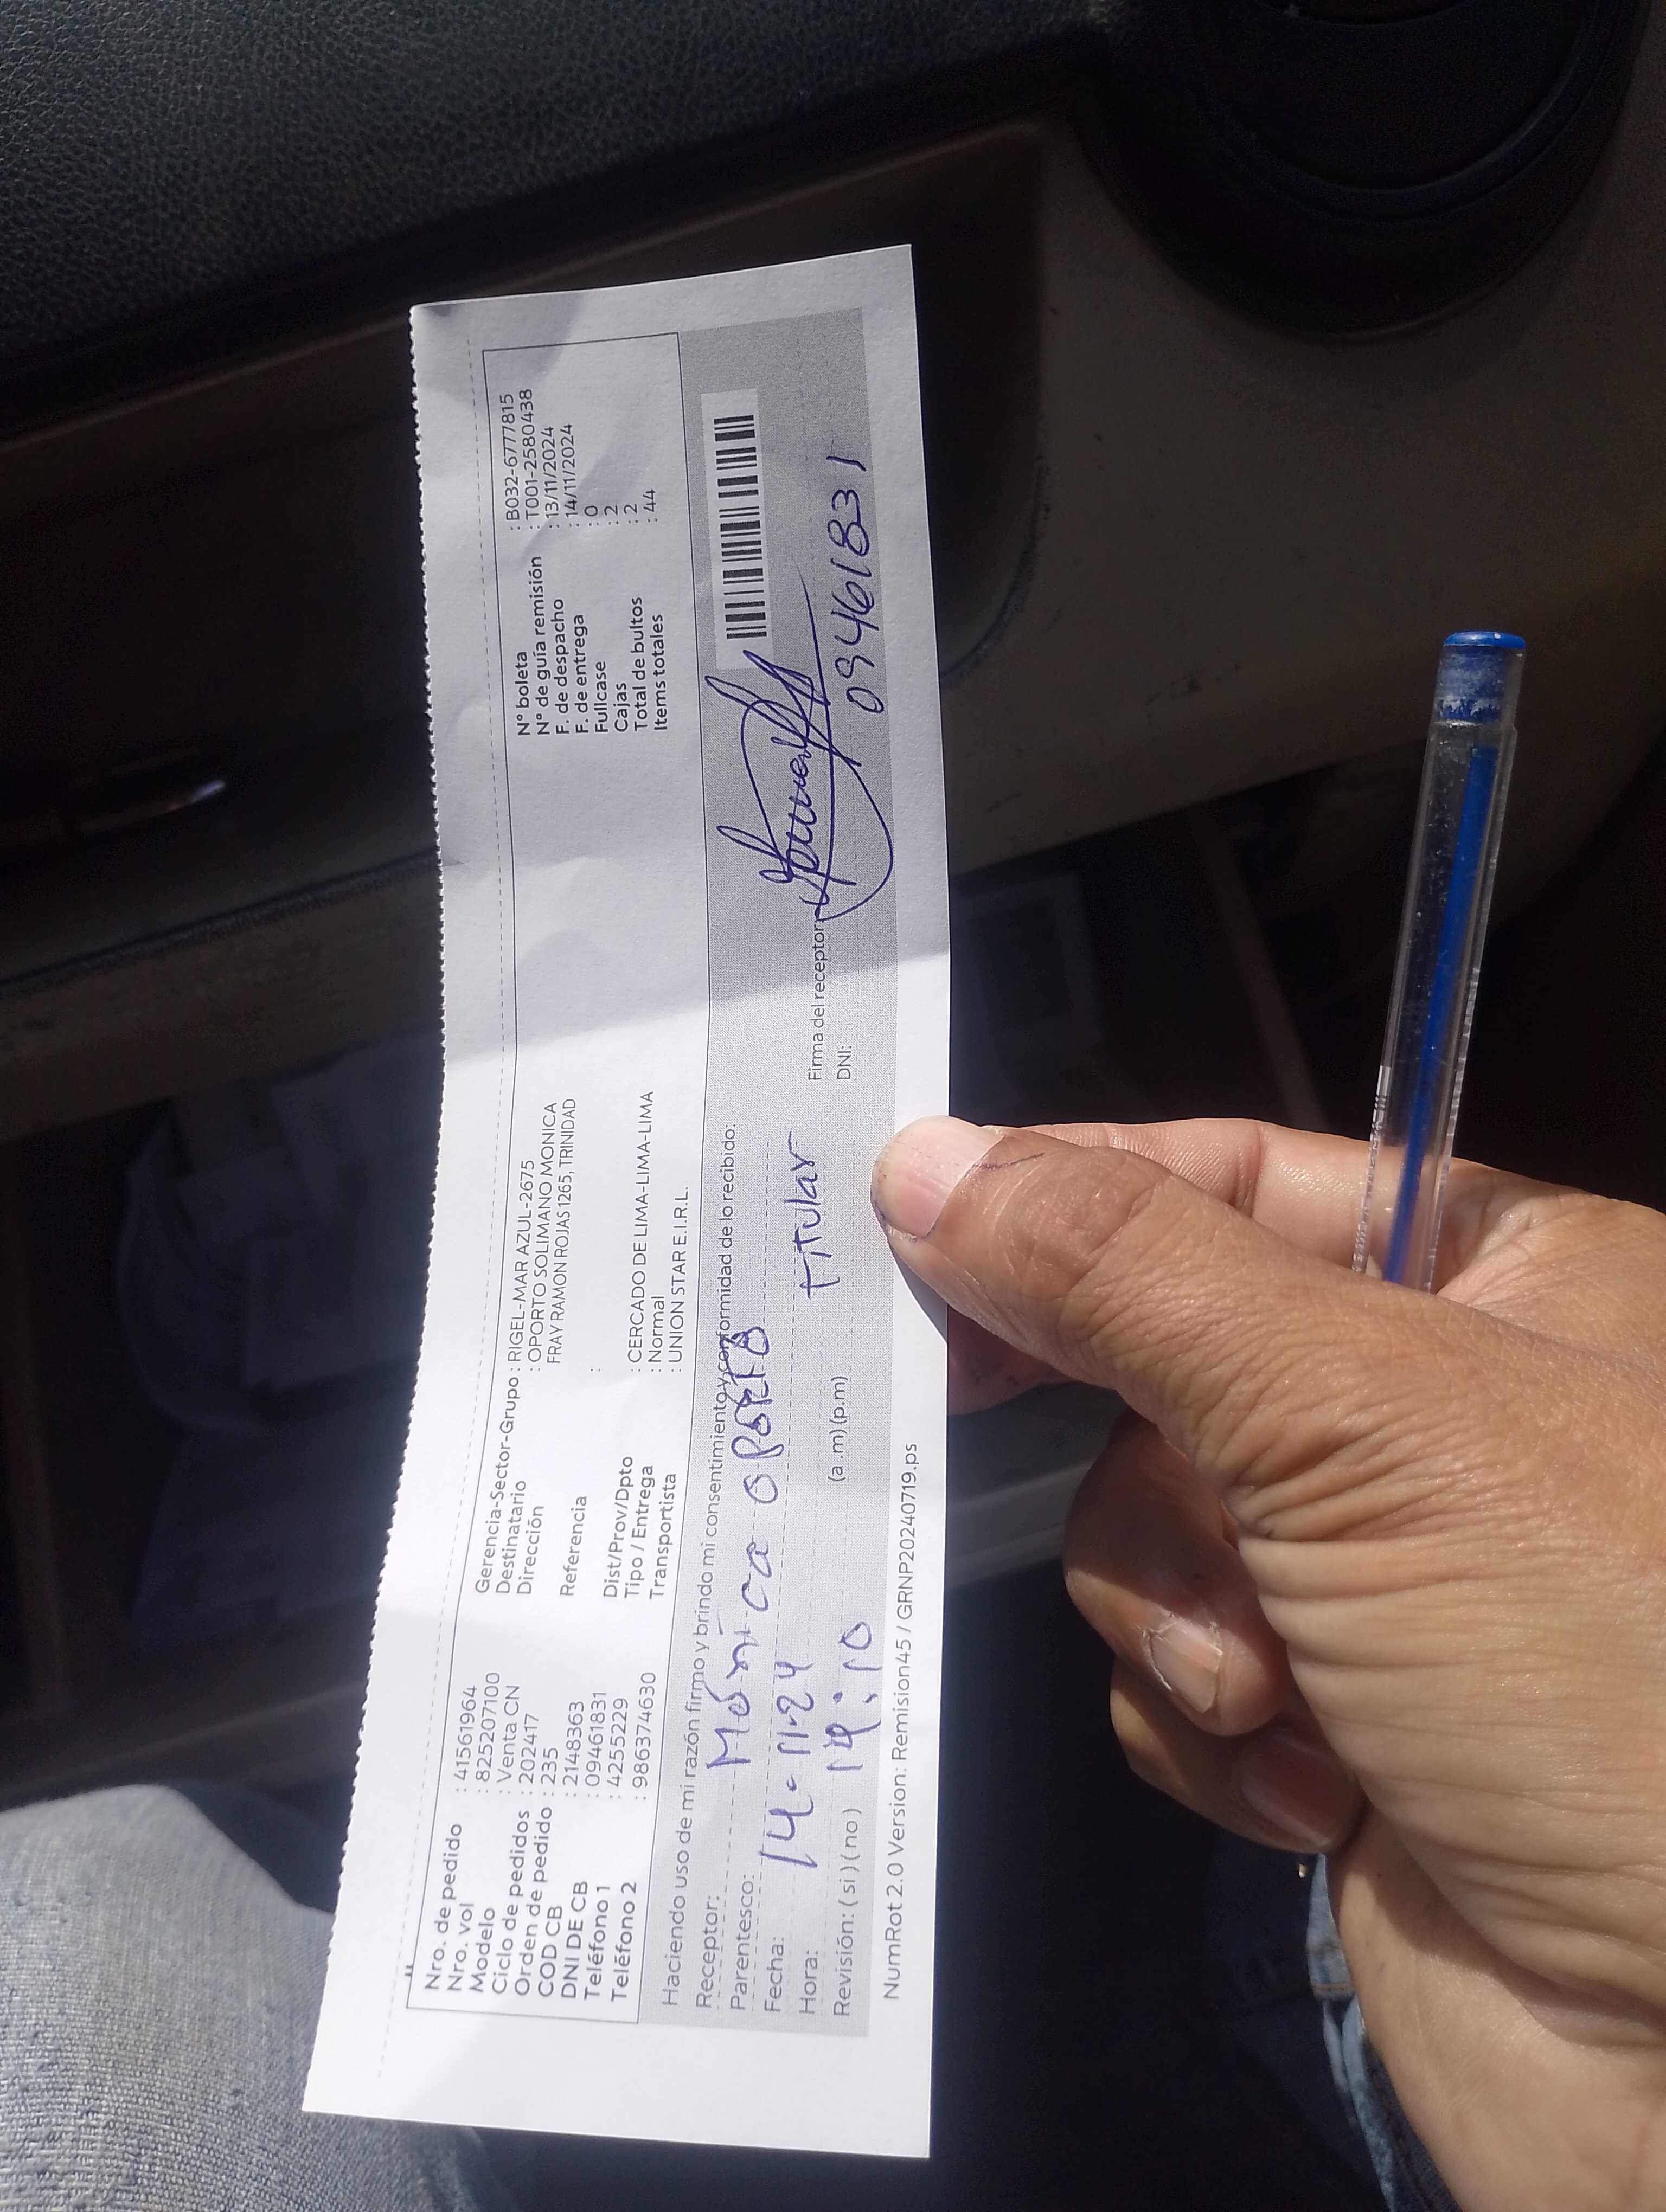 Nro. de pedido : 41561964
Nro. vol : 825207100
Modelo : Venta CN
Ciclo de pedidos : 202417
Orden de pedido : 235
COD CB : 2148363
DNI DE CB : 09461831
Teléfono 1 : 4255229
Teléfono 2 : 986374630
Gerencia-Sector-Grupo : RIGEL-MAR AZUL-2675
Destinatario : OPORTO SOLIMANO MONICA
Dirección FRAY RAMON ROJAS 1265, TRINIDAD
Referencia :
Dist/Prov/Dpto : CERCADO DE LIMA-LIMA-LIMA
Tipo / Entrega : Normal
Transportista : UNION STAR E.I.R.L.
N° boleta : B032-6777815
N° de guía remisión : T001-2580438
F. de despacho : 13/11/2024
F. de entrega : 14/11/2024
Fullcase : 0
Cajas : 2
Total de bultos : 2
Items totales : 44
Haciendo uso de mi razón firmo y brindo mi consentimiento y conformidad de lo recibido:
Receptor: Mónica oporto
Parentesco: Titular
Fecha: 14-11-24
Hora: 14:10 (a .m) (p.m)
Revisión: ( si ) ( no )
Firma del receptor:
DNI: 09461831
NumRot 2.0 Version: Remision45 / GRNP20240719.ps